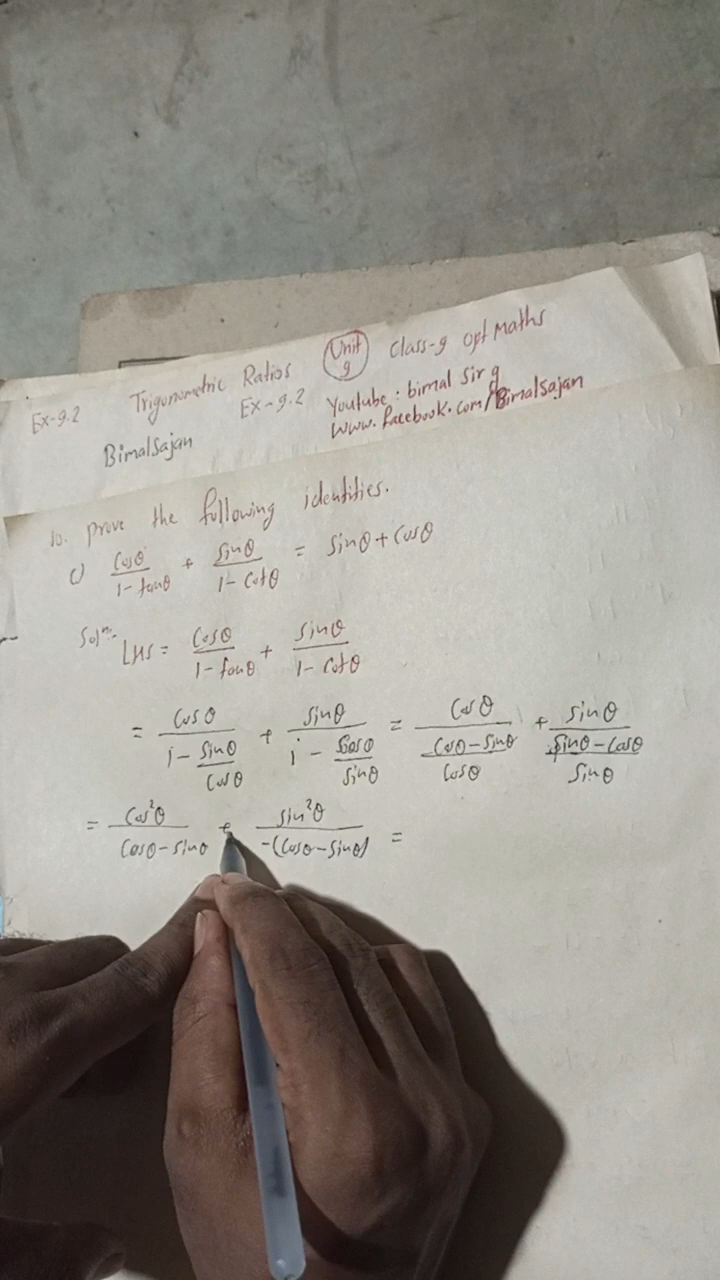 Ex-9.2 Trigonometric Ratios Unit 9 Class-9 Opt Maths
Ex-9.2 Youtube : bimal Sir g
BimalSajan www.facebook.com/BimalSajan
10. prove the following identities.
c) Cosθ/1-tanθ + Sinθ/1-Cotθ = Sinθ + Cosθ
Solⁿ:- LHS = Cosθ/1-tanθ + Sinθ/1-Cotθ
= Cosθ/(1 - Sinθ/Cosθ) + Sinθ/(1 - Cosθ/Sinθ) = Cosθ/((Cosθ-Sinθ)/Cosθ) + Sinθ/((Sinθ-Cosθ)/Sinθ)
= Cos²θ/Cosθ-Sinθ + Sin²θ/-(Cosθ-Sinθ) =